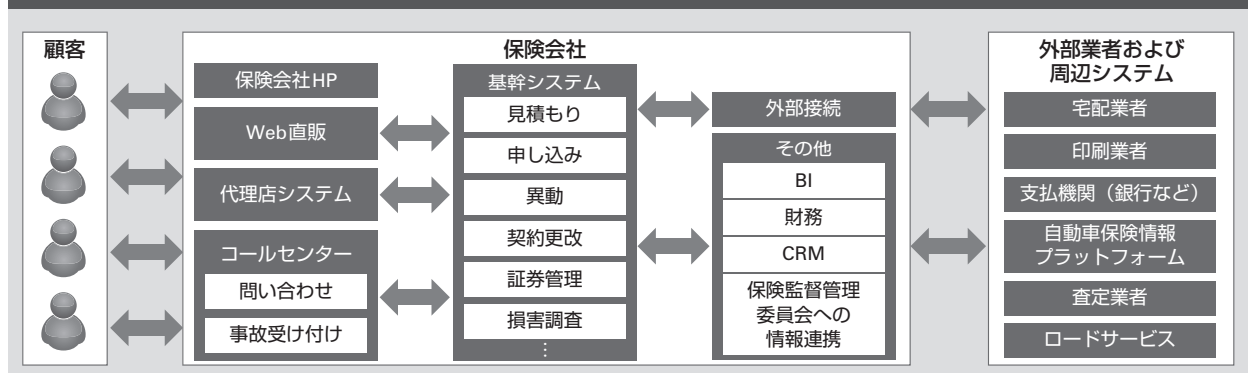 顧客
保険会社
保険会社HP
Web直販
代理店システム
コールセンター
問い合わせ
事故受け付け
基幹システム
見積もり
申し込み
異動
契約更改
証券管理
損害調査
⋮
外部接続
その他
BI
財務
CRM
保険監督管理
委員会への
情報連携
外部業者および
周辺システム
宅配業者
印刷業者
支払機関（銀行など）
自動車保険情報
プラットフォーム
査定業者
ロードサービス